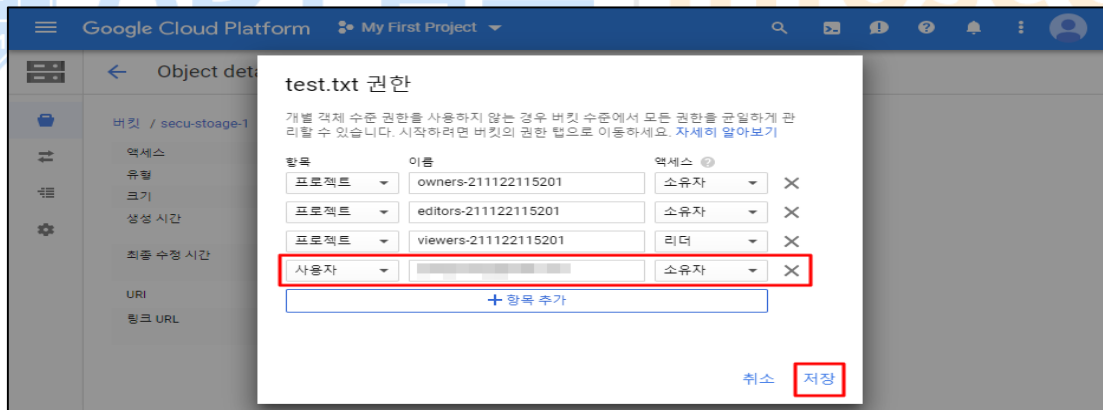 Google Cloud Platform My First Project
Object deta
버킷 / secu-stoage-1
액세스
유형
크기
생성 시간
최종 수정 시간
URI
링크 URL
test.txt 권한
개별 객체 수준 권한을 사용하지 않는 경우 버킷 수준에서 모든 권한을 균일하게 관
리할 수 있습니다. 시작하려면 버킷의 권한 탭으로 이동하세요. 자세히 알아보기
항목 이름 액세스
프로젝트 owners-211122115201 소유자
프로젝트 editors-211122115201 소유자
프로젝트 viewers-211122115201 리더
사용자 소유자
+ 항목 추가
취소 저장